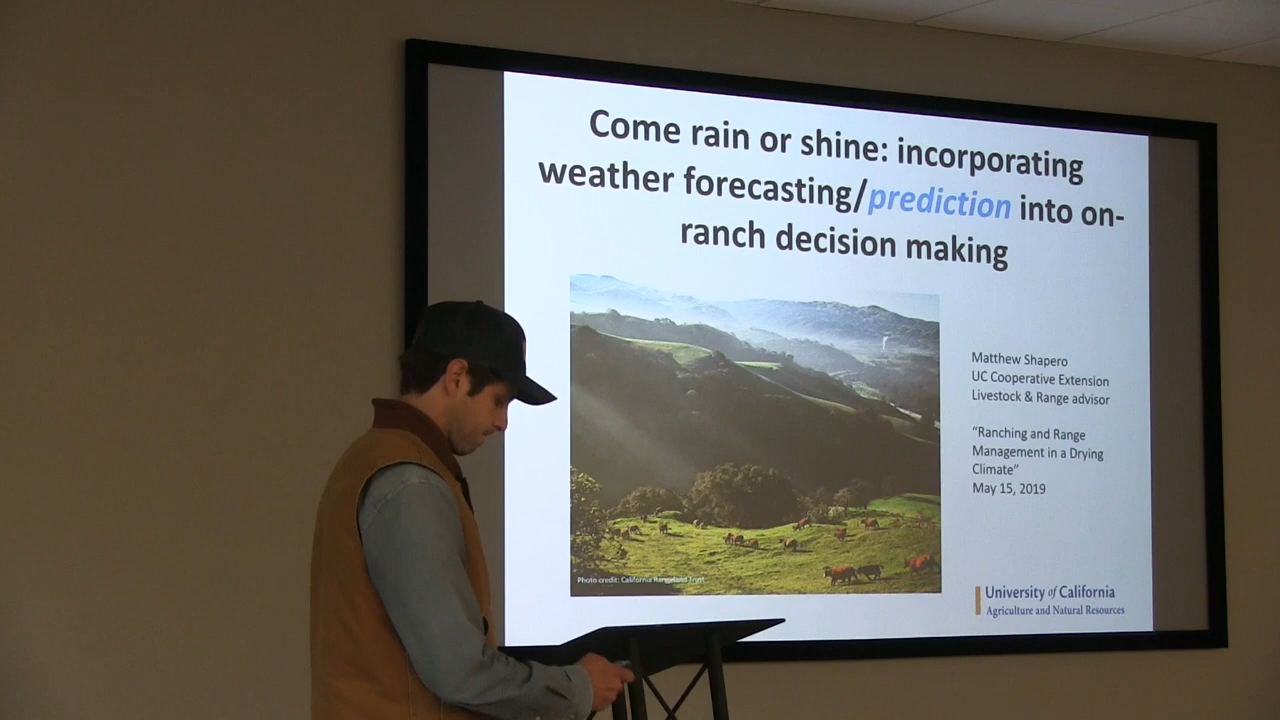 Come rain or shine: incorporating
weather forecasting/prediction into on-
ranch decision making
Matthew Shapero
UC Cooperative Extension
Livestock & Range advisor
“Ranching and Range
Management in a Drying
Climate”
May 15, 2019
Photo credit: California Rangeland Trust
University of California
Agriculture and Natural Resources